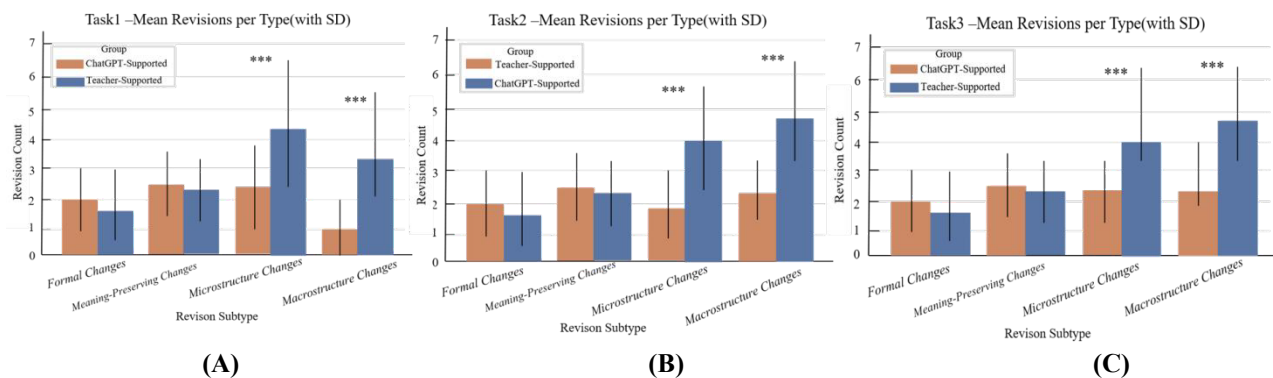 Task1 –Mean Revisions per Type(with SD)
Group
ChatGPT-Supported
Teacher-Supported
Revision Count
7
6
5
4
3
2
1
0
***
***
Formal Changes
Meaning-Preserving Changes
Microstructure Changes
Macrostructure Changes
Revison Subtype
(A)
Task2 –Mean Revisions per Type(with SD)
Group
Teacher-Supported
ChatGPT-Supported
Revision Count
7
6
5
4
3
2
1
0
***
***
Formal Changes
Meaning-Preserving Changes
Microstructure Changes
Macrostructure Changes
Revison Subtype
(B)
Task3 –Mean Revisions per Type(with SD)
Group
ChatGPT-Supported
Teacher-Supported
Revision Count
7
6
5
4
3
2
1
0
***
***
Formal Changes
Meaning-Preserving Changes
Microstructure Changes
Macrostructure Changes
Revison Subtype
(C)